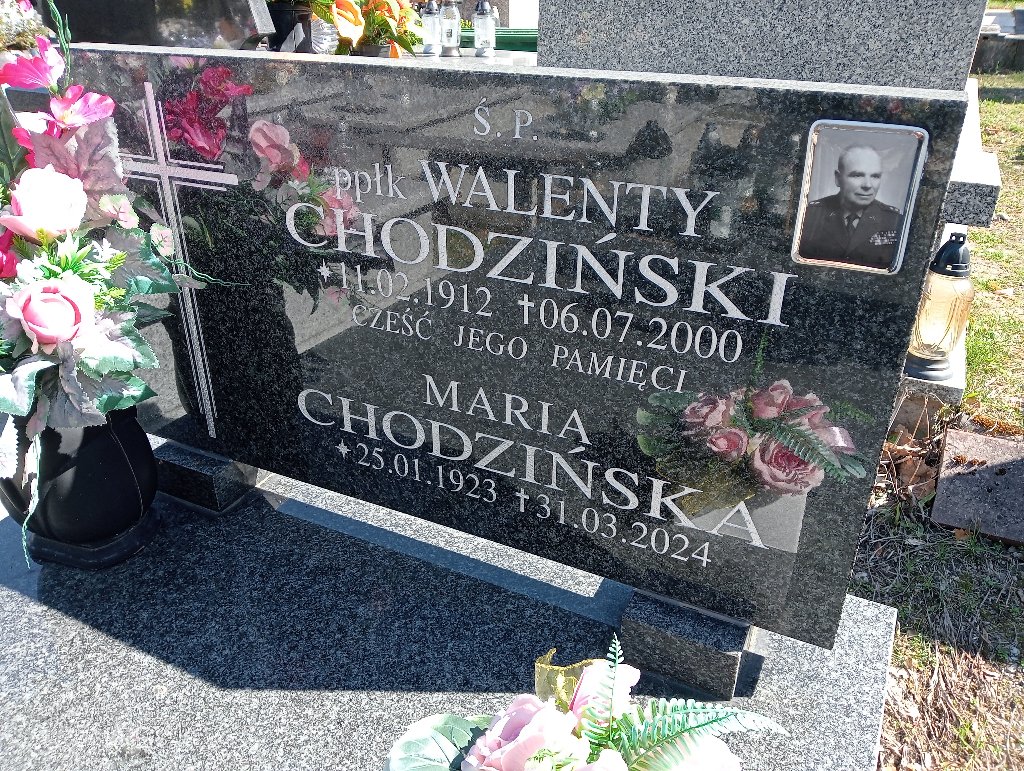 Ś. P.
ppłk WALENTY
CHODZIŃSKI
*11.02.1912 †06.07.2000
CZEŚĆ JEGO PAMIĘCI
MARIA
CHODZIŃSKA
*25.01.1923 †31.03.2024